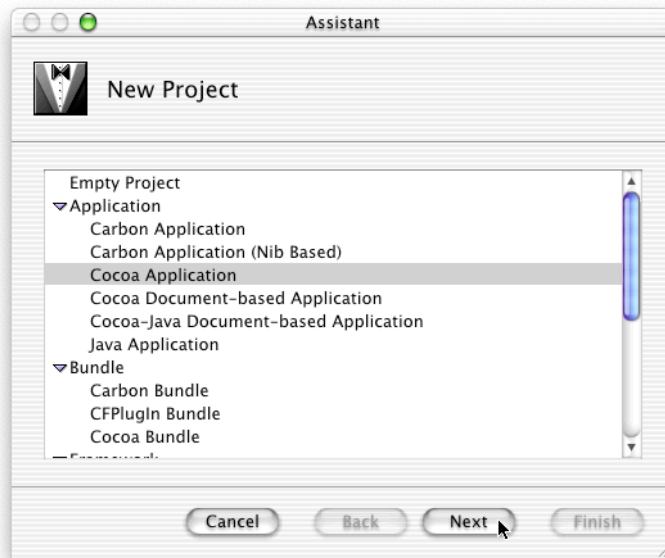 Assistant
New Project
Empty Project
Application
Carbon Application
Carbon Application (Nib Based)
Cocoa Application
Cocoa Document-based Application
Cocoa-Java Document-based Application
Java Application
Bundle
Carbon Bundle
CFPlugIn Bundle
Cocoa Bundle
Framework
Cancel Back Next Finish